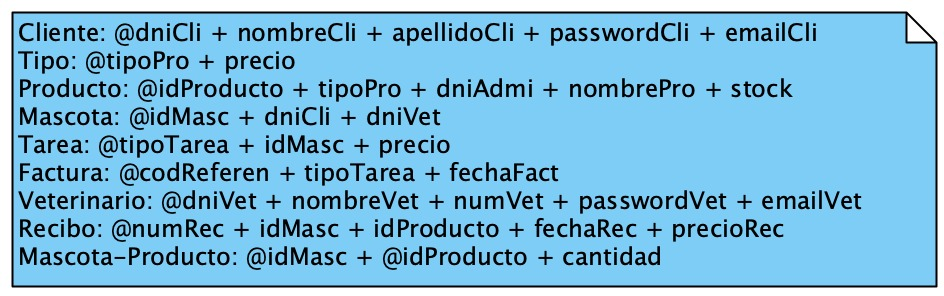 Cliente: @dniCli + nombreCli + apellidoCli + passwordCli + emailCli
Tipo: @tipoPro + precio
Producto: @idProducto + tipoPro + dniAdmi + nombrePro + stock
Mascota: @idMasc + dniCli + dniVet
Tarea: @tipoTarea + idMasc + precio
Factura: @codReferen + tipoTarea + fechaFact
Veterinario: @dniVet + nombreVet + numVet + passwordVet + emailVet
Recibo: @numRec + idMasc + idProducto + fechaRec + precioRec
Mascota-Producto: @idMasc + @idProducto + cantidad